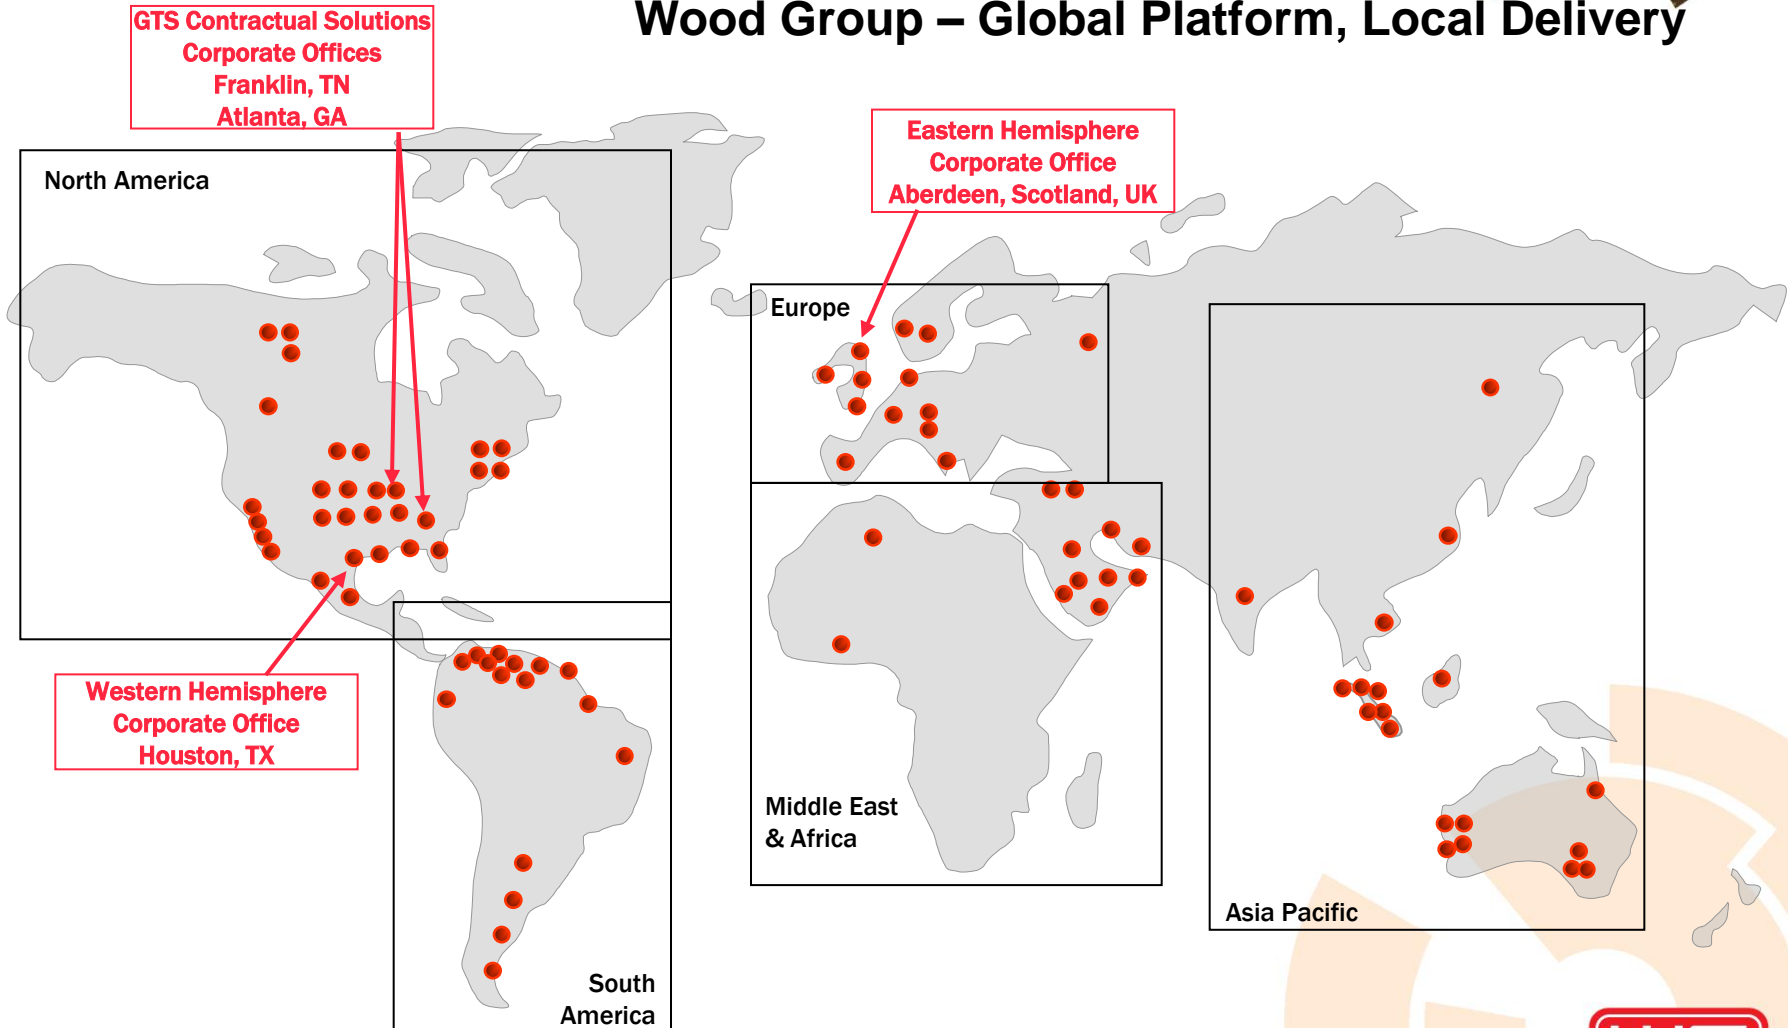 Wood Group – Global Platform, Local Delivery
GTS Contractual Solutions
Corporate Offices
Franklin, TN
Atlanta, GA
Eastern Hemisphere
Corporate Office
Aberdeen, Scotland, UK
North America
Europe
Western Hemisphere
Corporate Office
Houston, TX
Middle East
& Africa
Asia Pacific
South
America